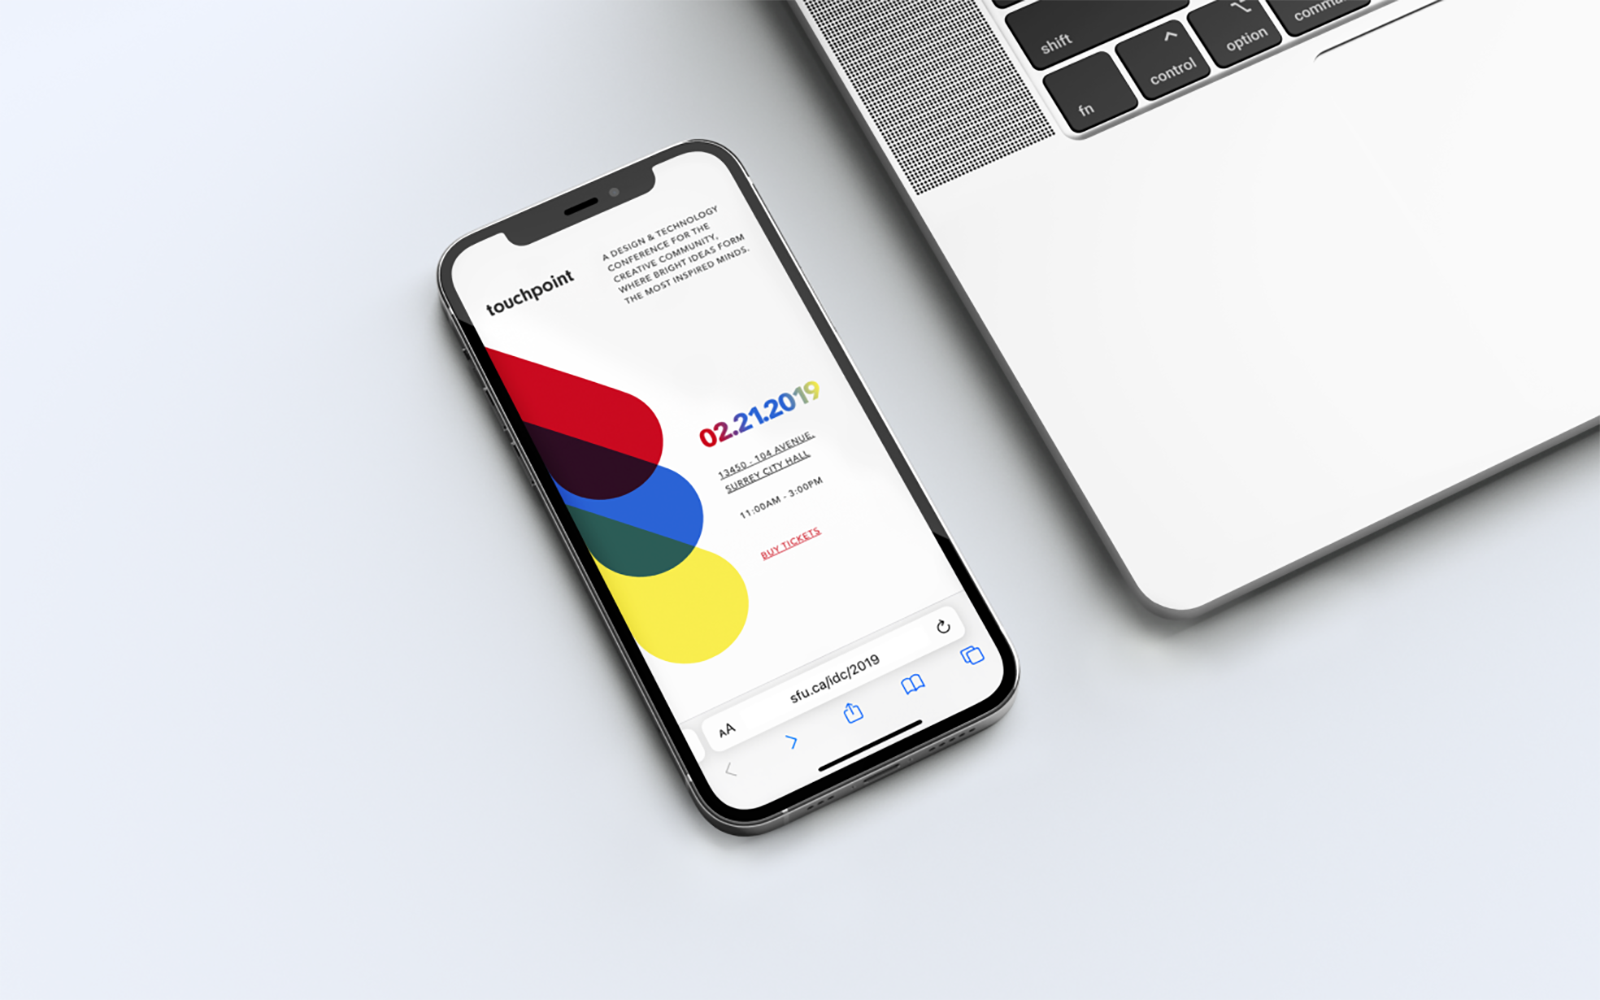 shift
fn
control
option
touchpoint
A DESIGN & TECHNOLOGY
CONFERENCE FOR THE
CREATIVE COMMUNITY,
WHERE BRIGHT IDEAS FORM
THE MOST INSPIRED MINDS.
02.21.2019
13450 - 104 AVENUE,
SURREY CITY HALL
11:00AM - 3:00PM
BUY TICKETS
AA
sfu.ca/idc/2019